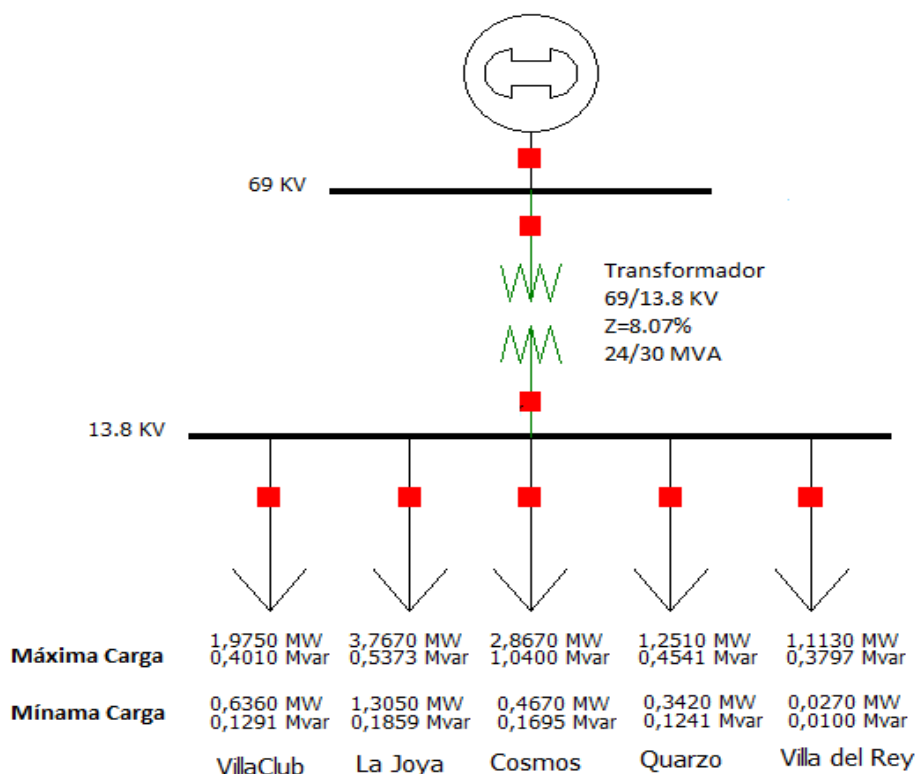 69 KV
Transformador
69/13.8 KV
Z=8.07%
24/30 MVA
13.8 KV
Máxima Carga
1,9750 MW 3,7670 MW 2,8670 MW 1,2510 MW 1,1130 MW
0,4010 Mvar 0,5373 Mvar 1,0400 Mvar 0,4541 Mvar 0,3797 Mvar
Mínama Carga
0,6360 MW 1,3050 MW 0,4670 MW 0,3420 MW 0,0270 MW
0,1291 Mvar 0,1859 Mvar 0,1695 Mvar 0,1241 Mvar 0,0100 Mvar
VillaClub La Joya Cosmos Quarzo Villa del Rey